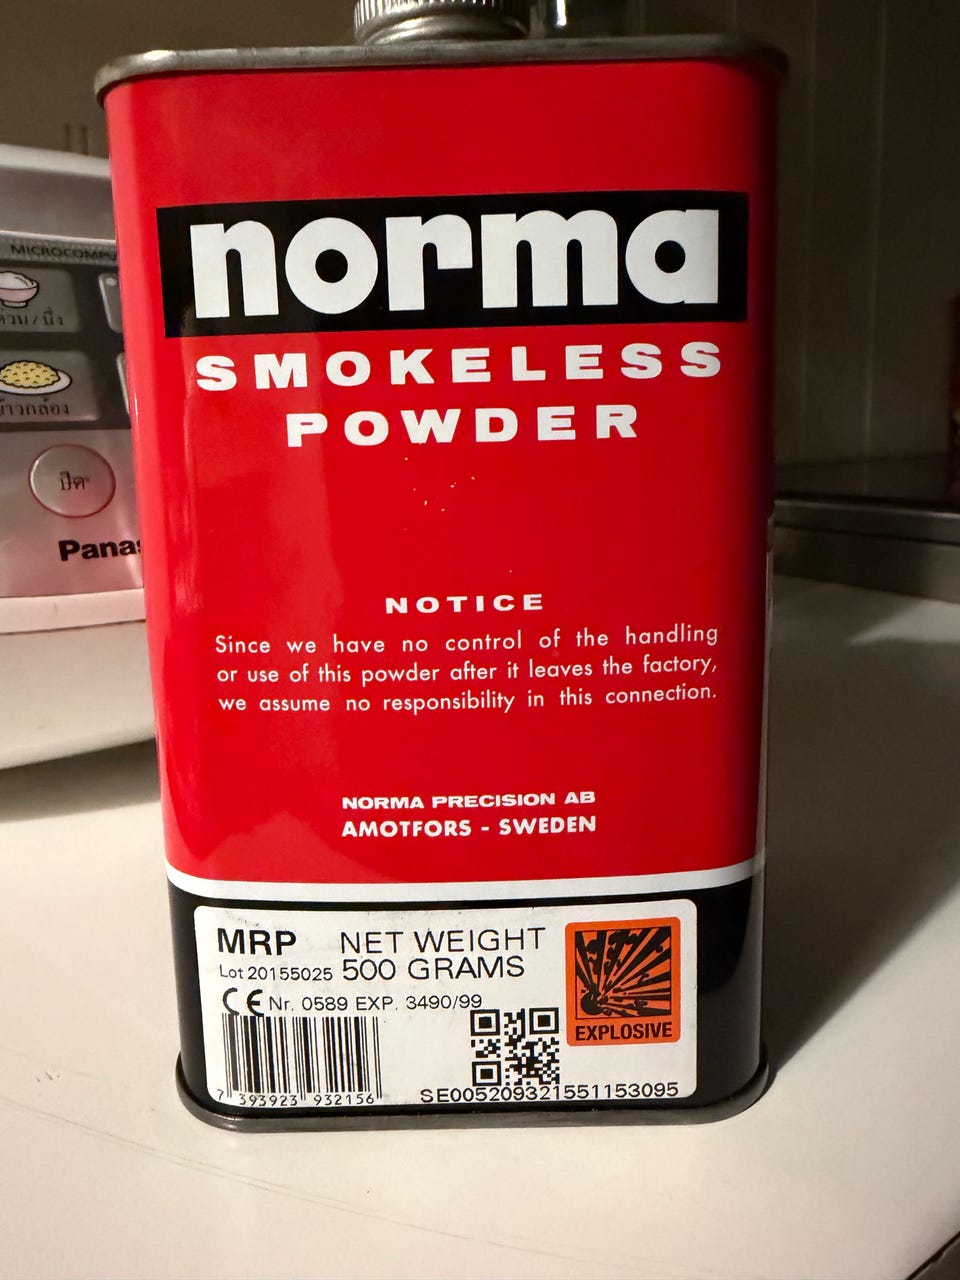 norma
SMOKELESS
POWDER
NOTICE
Since we have no control of the handling
or use of this powder after it leaves the factory,
we assume no responsibility in this connection.
NORMA PRECISION AB
AMOTFORS - SWEDEN
MRP NET WEIGHT
Lot 20155025 500 GRAMS
CE Nr. 0589 EXP. 3490/99
EXPLOSIVE
7 393923 932156
SE005209321551153095
ปิด